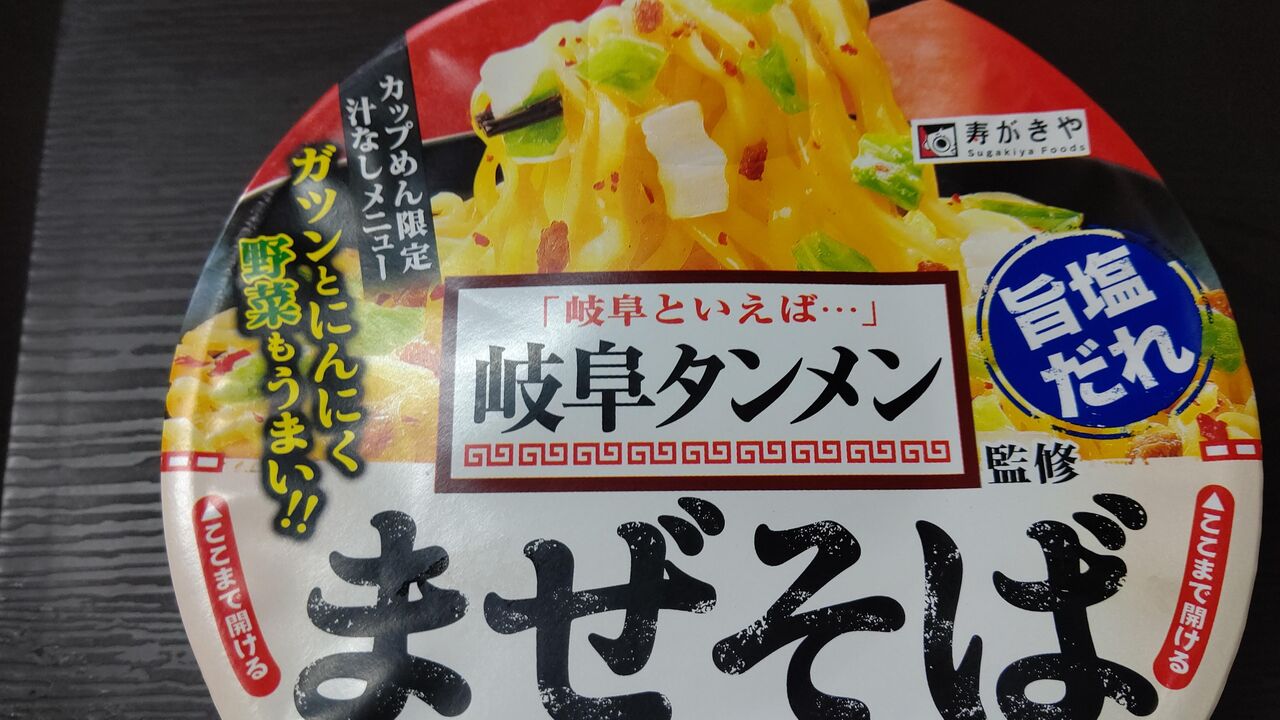 カップめん限定
汁なしメニュー
ガツンとにんにく
野菜もうまい!!
寿がきや
Sugakiya Foods
旨塩
だれ
「岐阜といえば…」
岐阜タンメン
監修
まぜそば
▲ここまで開ける
▲ここまで開ける